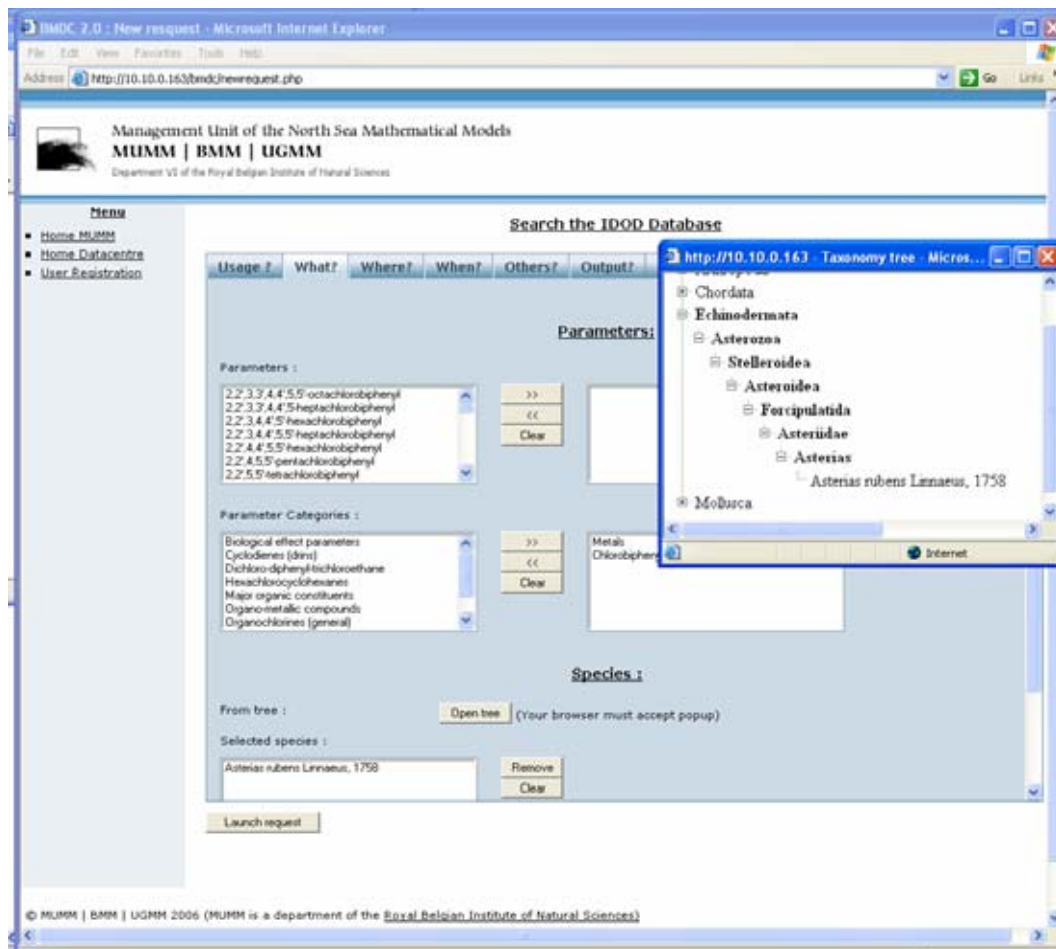 BMDC 2.0 : New resquest - Microsoft Internet Explorer
File Edit View Favorites Tools Help
Address http://10.10.0.163/bmdc/newrequest.php Go Links
Management Unit of the North Sea Mathematical Models
MUMM | BMM | UGMM
Department VI of the Royal Belgian Institute of Natural Sciences
Menu
Home MUMM
Home Datacentre
User Registration
Search the IDOD Database
Usage ? What? Where? When? Others? Output?
Parameters:
Parameters :
2,2',3,3',4,4',5,5'-octachlorobiphenyl
2,2',3,3',4,4',5-heptachlorobiphenyl
2,2',3,4,4',5'-hexachlorobiphenyl
2,2',3,4,4',5,5'-heptachlorobiphenyl
2,2',4,4',5,5'-hexachlorobiphenyl
2,2',4,5,5'-pentachlorobiphenyl
2,2',5,5'-tetrachlorobiphenyl
>>
<<
Clear
Parameter Categories :
Biological effect parameters
Cyclodienes (drins)
Dichloro-diphenyl-trichloroethane
Hexachlorocyclohexanes
Major organic constituents
Organo-metallic compounds
Organochlorines (general)
>>
<<
Clear
Metals
Species :
From tree :
Open tree (Your browser must accept popup)
Selected species :
Asterias rubens Linnaeus, 1758
Remove
Clear
Launch request
© MUMM | BMM | UGMM 2006 (MUMM is a department of the Royal Belgian Institute of Natural Sciences)
http://10.10.0.163 - Taxonomy tree - Micros...
Chordata
Echinodermata
Asterozoa
Stelleroidea
Asteroidea
Forcipulatida
Asteriidae
Asterias
Asterias rubens Linnaeus, 1758
Mollusca
Internet